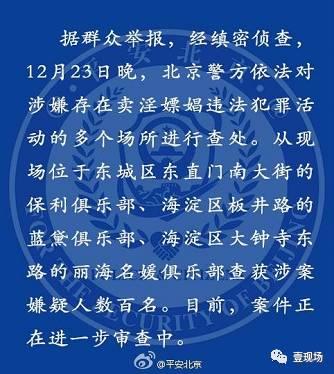 据群众举报，经缜密侦查，
12月23日晚，北京警方依法对
涉嫌存在卖淫嫖娼违法犯罪活
动的多个场所进行查处。从现
场位于东城区东直门南大街的
保利俱乐部、海淀区板井路的
蓝黛俱乐部、海淀区大钟寺东
路的丽海名媛俱乐部查获涉案
嫌疑人数百名。目前，案件正
在进一步审查中。
@平安北京
壹现场